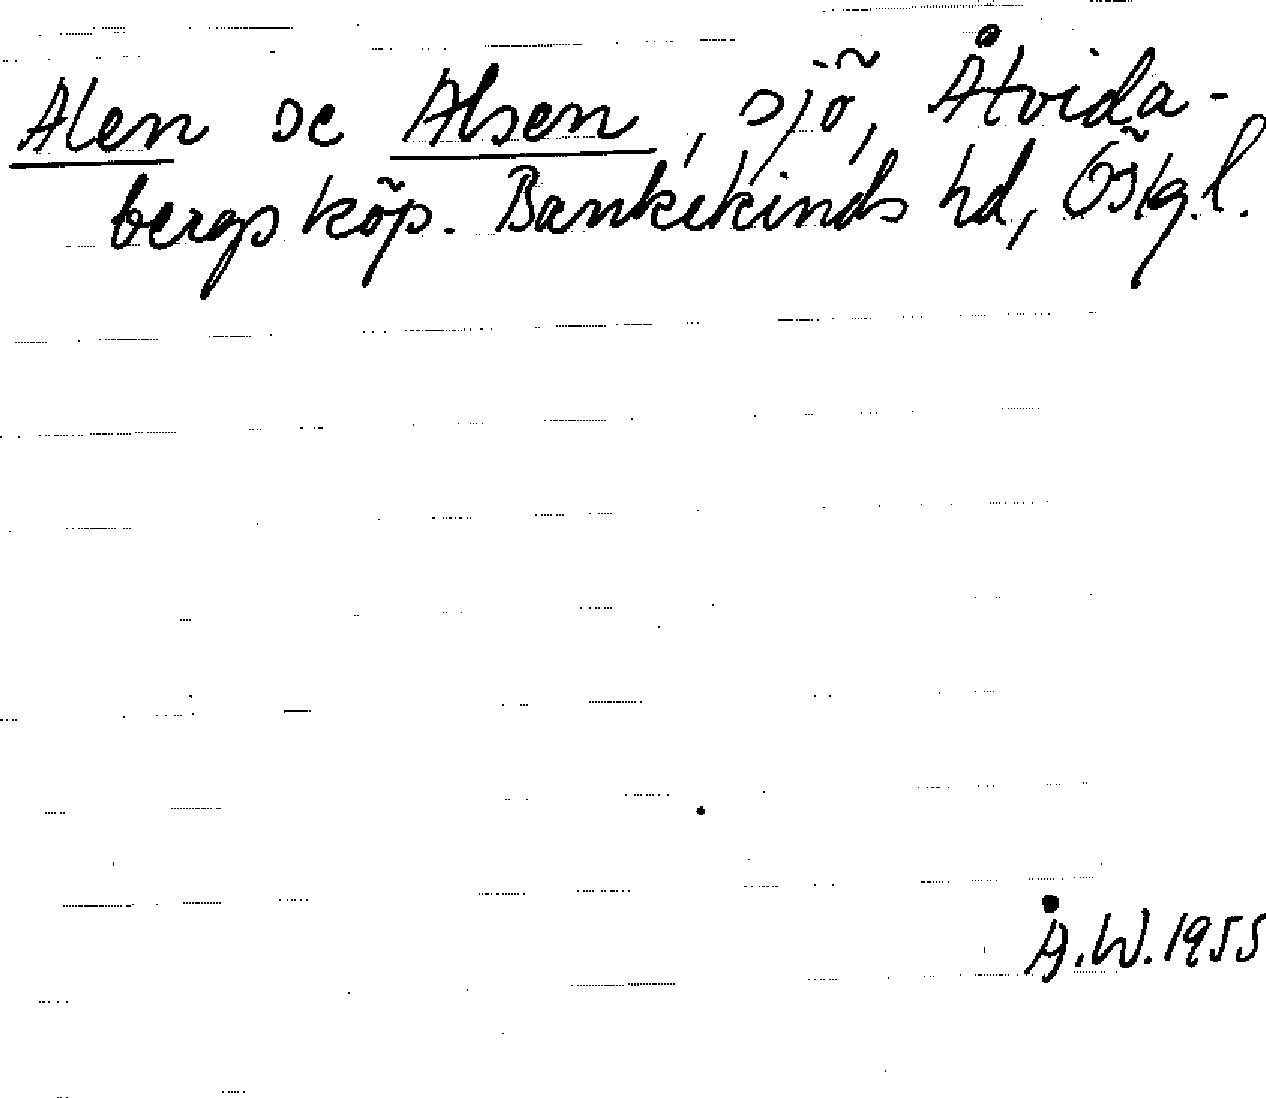 Alen se Alsen, sjö, Åtvida-
bergs köp. Bankekinds hd, Östg.l.
Å.W.1955